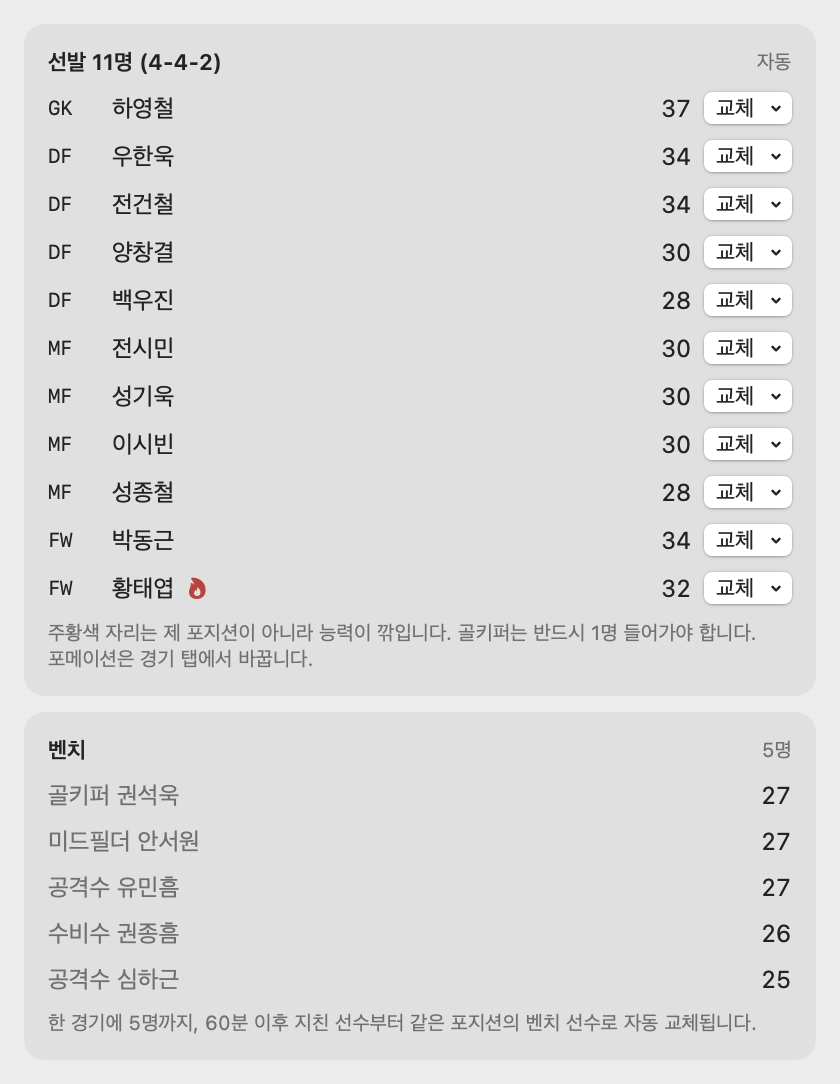 선발 11명 (4-4-2) 자동
GK 하영철 37 교체
DF 우한욱 34 교체
DF 전건철 34 교체
DF 양창결 30 교체
DF 백우진 28 교체
MF 전시민 30 교체
MF 성기욱 30 교체
MF 이시빈 30 교체
MF 성종철 28 교체
FW 박동근 34 교체
FW 황태엽 32 교체
주황색 자리는 제 포지션이 아니라 능력이 깎입니다. 골키퍼는 반드시 1명 들어가야 합니다.
포메이션은 경기 탭에서 바꿉니다.
벤치 5명
골키퍼 권석욱 27
미드필더 안서원 27
공격수 유민흠 27
수비수 권종흠 26
공격수 심하근 25
한 경기에 5명까지, 60분 이후 지친 선수부터 같은 포지션의 벤치 선수로 자동 교체됩니다.